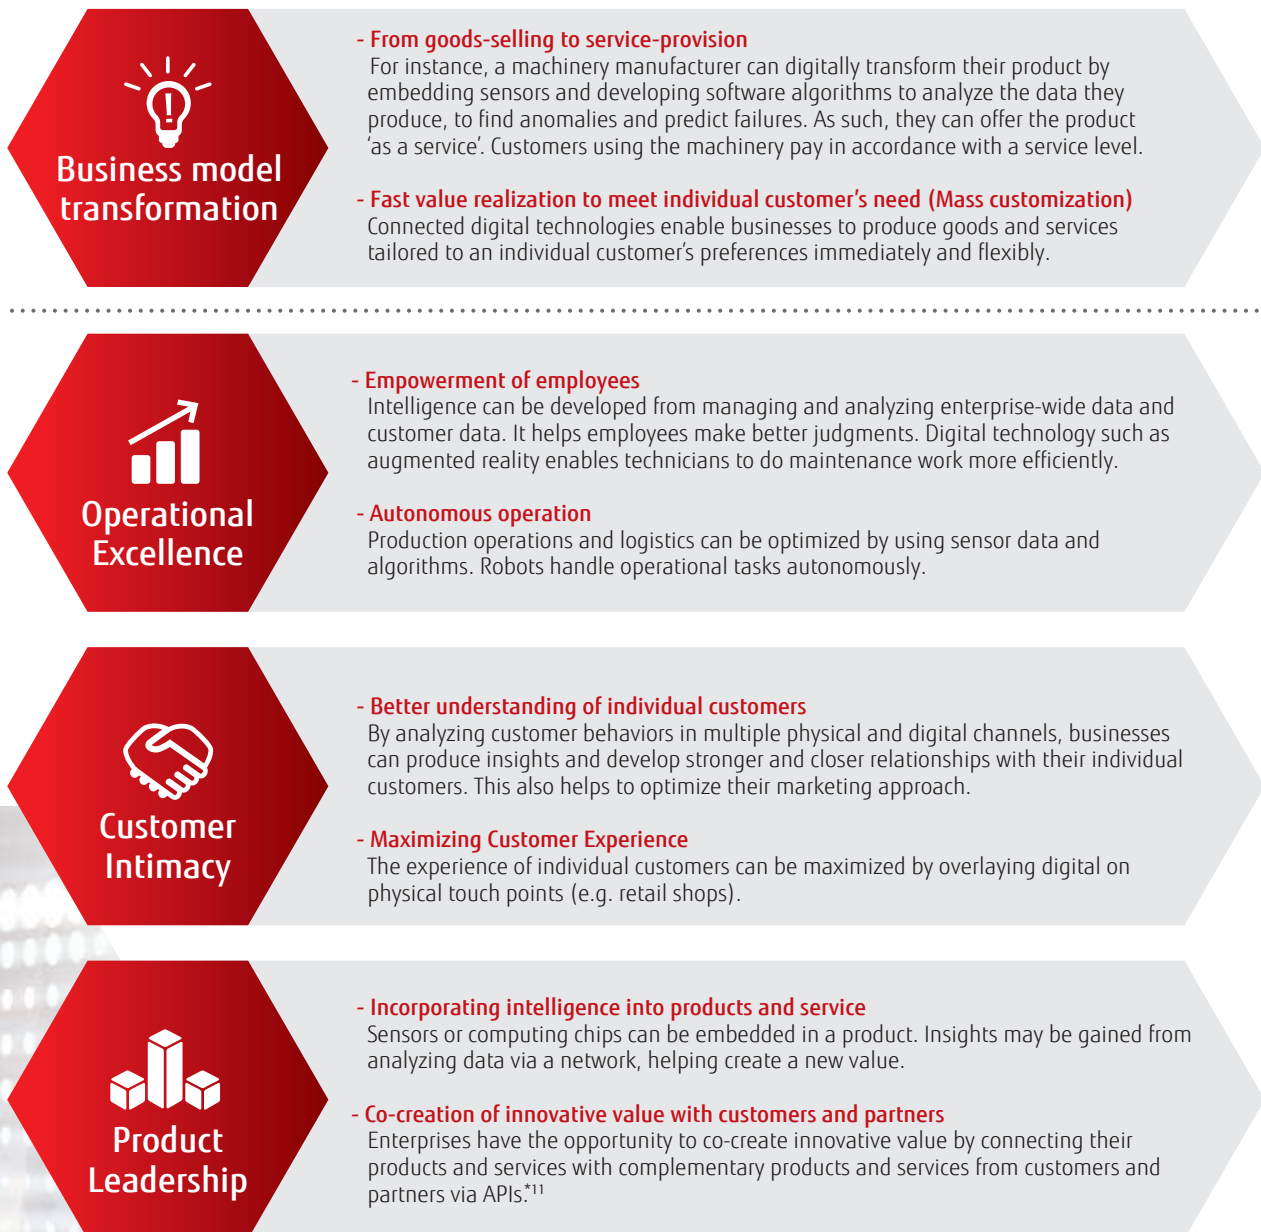 Business model
transformation
- From goods-selling to service-provision
For instance, a machinery manufacturer can digitally transform their product by
embedding sensors and developing software algorithms to analyze the data they
produce, to find anomalies and predict failures. As such, they can offer the product
'as a service'. Customers using the machinery pay in accordance with a service level.
- Fast value realization to meet individual customer's need (Mass customization)
Connected digital technologies enable businesses to produce goods and services
tailored to an individual customer's preferences immediately and flexibly.
Operational
Excellence
- Empowerment of employees
Intelligence can be developed from managing and analyzing enterprise-wide data and
customer data. It helps employees make better judgments. Digital technology such as
augmented reality enables technicians to do maintenance work more efficiently.
- Autonomous operation
Production operations and logistics can be optimized by using sensor data and
algorithms. Robots handle operational tasks autonomously.
Customer
Intimacy
- Better understanding of individual customers
By analyzing customer behaviors in multiple physical and digital channels, businesses
can produce insights and develop stronger and closer relationships with their individual
customers. This also helps to optimize their marketing approach.
- Maximizing Customer Experience
The experience of individual customers can be maximized by overlaying digital on
physical touch points (e.g. retail shops).
Product
Leadership
- Incorporating intelligence into products and service
Sensors or computing chips can be embedded in a product. Insights may be gained from
analyzing data via a network, helping create a new value.
- Co-creation of innovative value with customers and partners
Enterprises have the opportunity to co-create innovative value by connecting their
products and services with complementary products and services from customers and
partners via APIs.*11